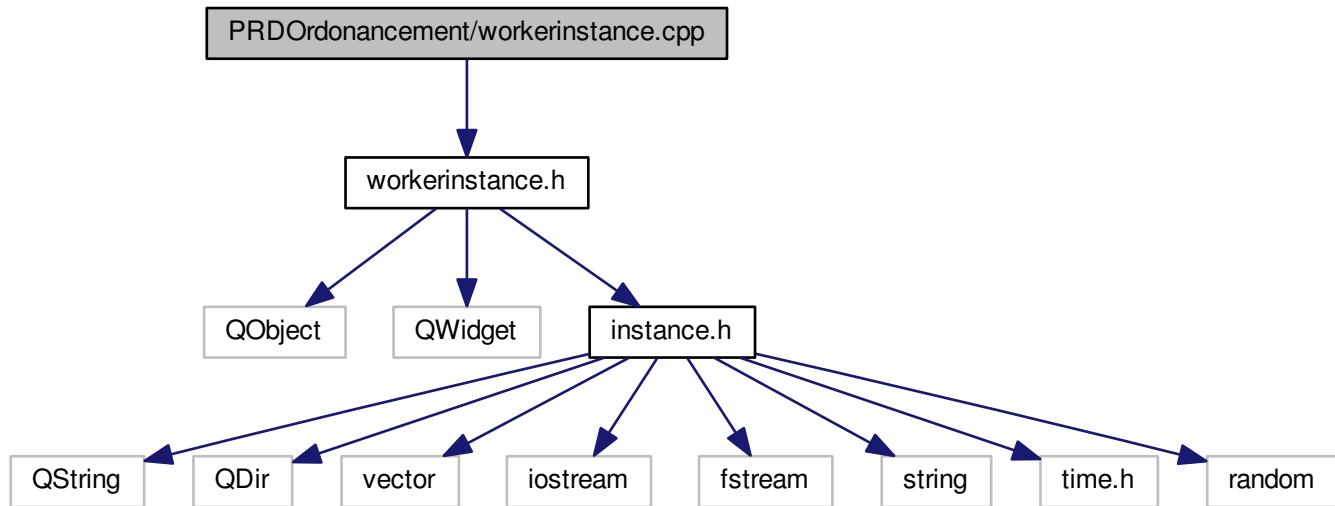 PRDOrdonancement/workerinstance.cpp
workerinstance.h
QObject
QWidget
instance.h
QString
QDir
vector
iostream
fstream
string
time.h
random